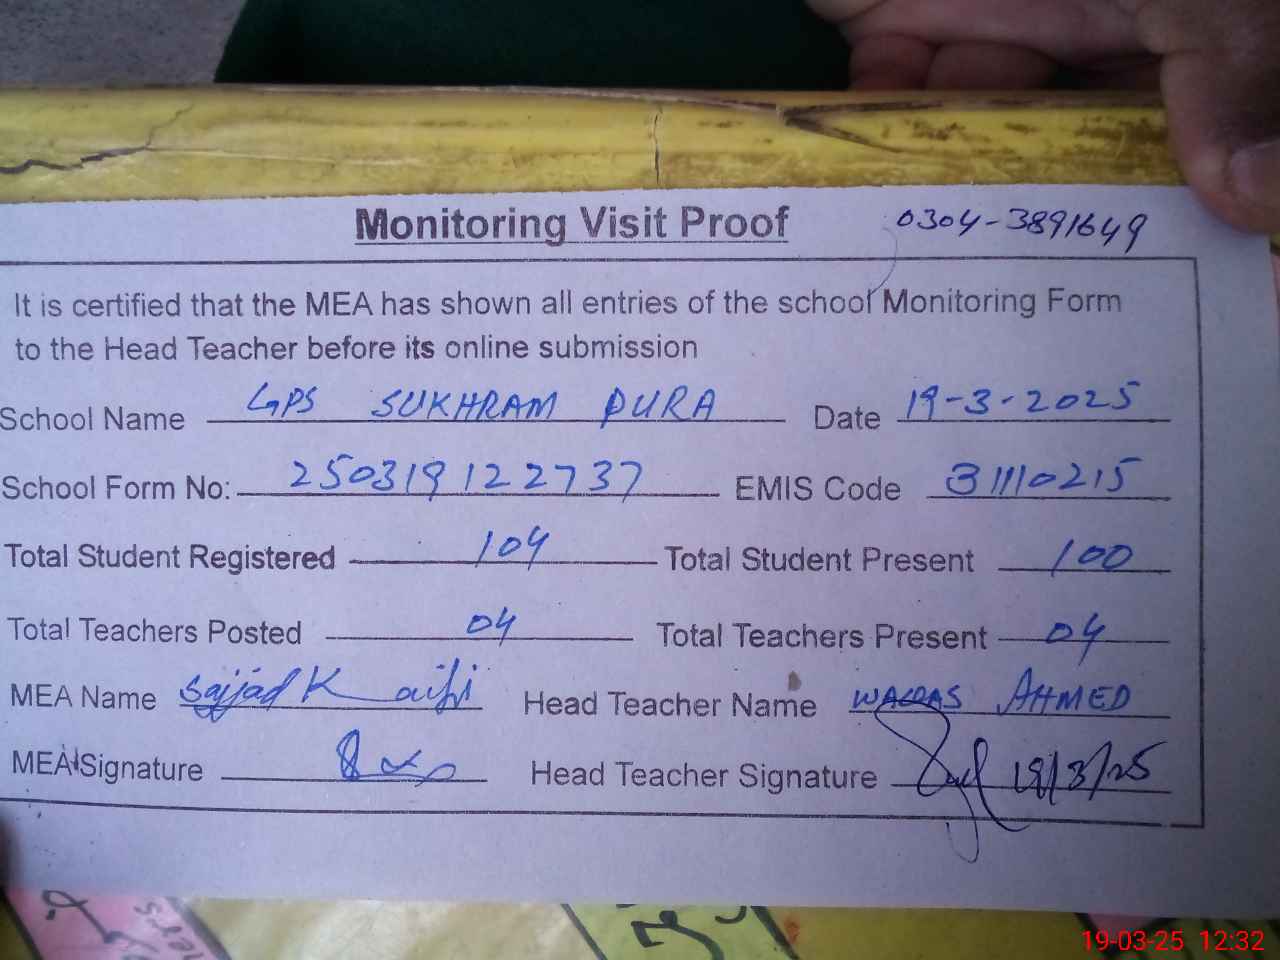 Monitoring Visit Proof 0304-3891649
It is certified that the MEA has shown all entries of the school Monitoring Form
to the Head Teacher before its online submission
School Name GPS SUKHRAM PURA Date 19-3-2025
School Form No: 250319122737 EMIS Code 31110215
Total Student Registered 104 Total Student Present 100
Total Teachers Posted 04 Total Teachers Present 04
MEA Name Sajjad K Head Teacher Name WAQAS AHMED
MEA Signature Head Teacher Signature 19/3/25
19-03-25 12:32